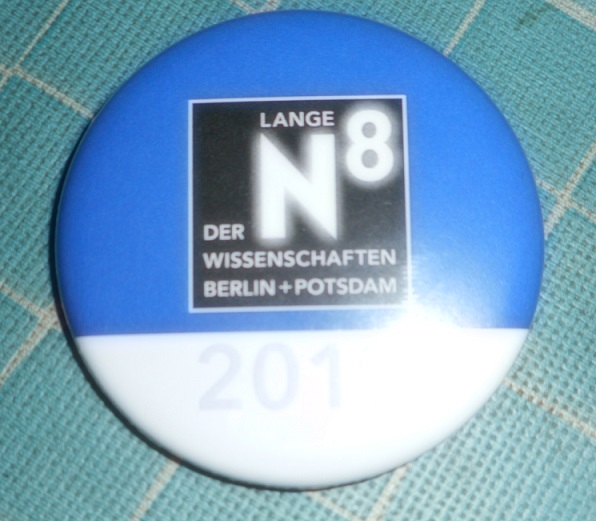 LANGE
N8
DER
WISSENSCHAFTEN
BERLIN+POTSDAM
201